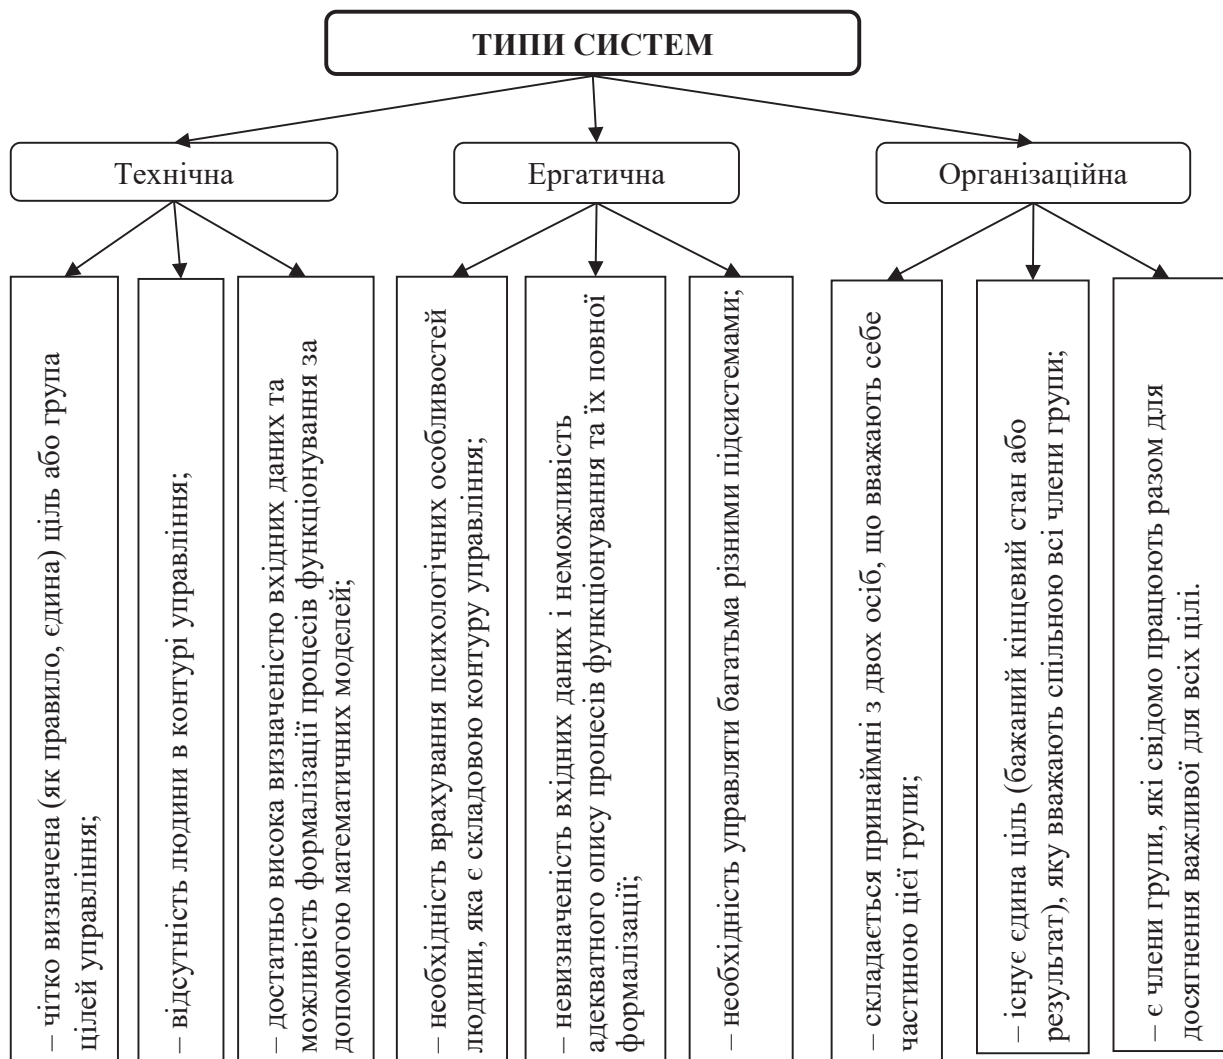 ТИПИ СИСТЕМ
Технічна
Ергатична
Організаційна
– чітко визначена (як правило, єдина) ціль або група
цілей управління;
– відсутність людини в контурі управління;
– достатньо висока визначеністю вхідних даних та
можливість формалізації процесів функціонування за
допомогою математичних моделей;
– необхідність врахування психологічних особливостей
людини, яка є складовою контуру управління;
– невизначеність вхідних даних і неможливість
адекватного опису процесів функціонування та їх повної
формалізації;
– необхідність управляти багатьма різними підсистемами;
– складається принаймні з двох осіб, що вважають себе
частиною цієї групи;
– існує єдина ціль (бажаний кінцевий стан або
результат), яку вважають спільною всі члени групи;
– є члени групи, які свідомо працюють разом для
досягнення важливої для всіх цілі.